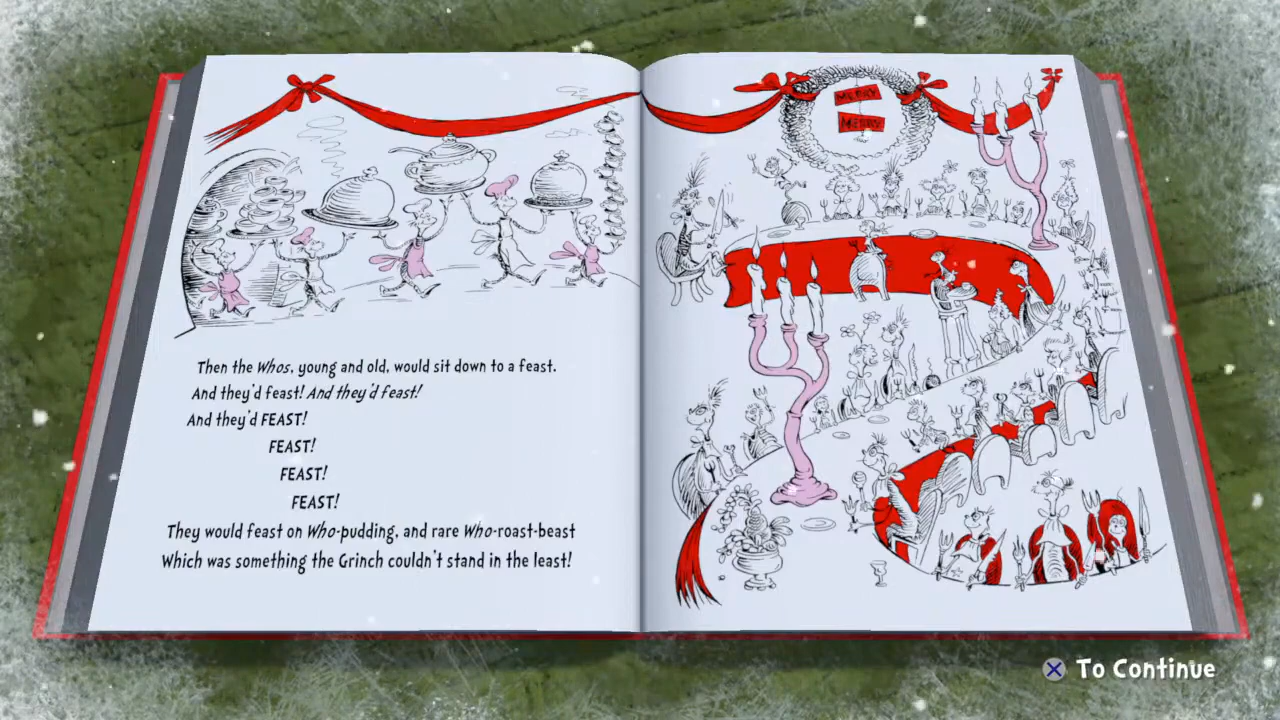 Then the Whos, young and old, would sit down to a feast.
And they'd feast! And they'd feast!
And they'd FEAST!
FEAST!
FEAST!
FEAST!
They would feast on Who-pudding, and rare Who-roast-beast
Which was something the Grinch couldn't stand in the least!
MERRY
MERRY
To Continue